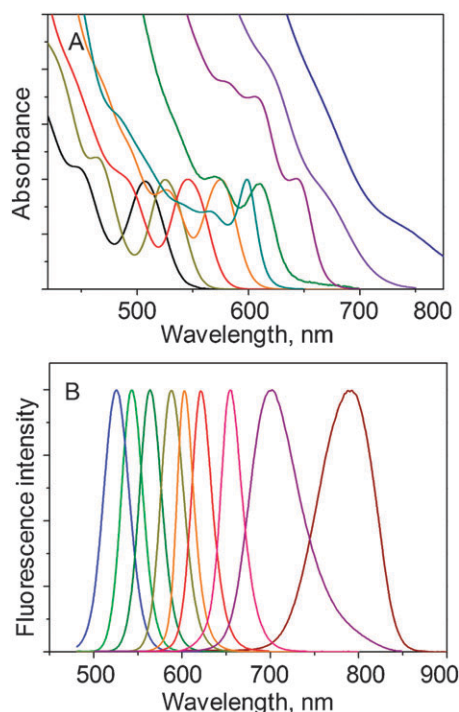 A
Absorbance
500 600 700 800
Wavelength, nm
B
Fluorescence intensity
500 600 700 800 900
Wavelength, nm